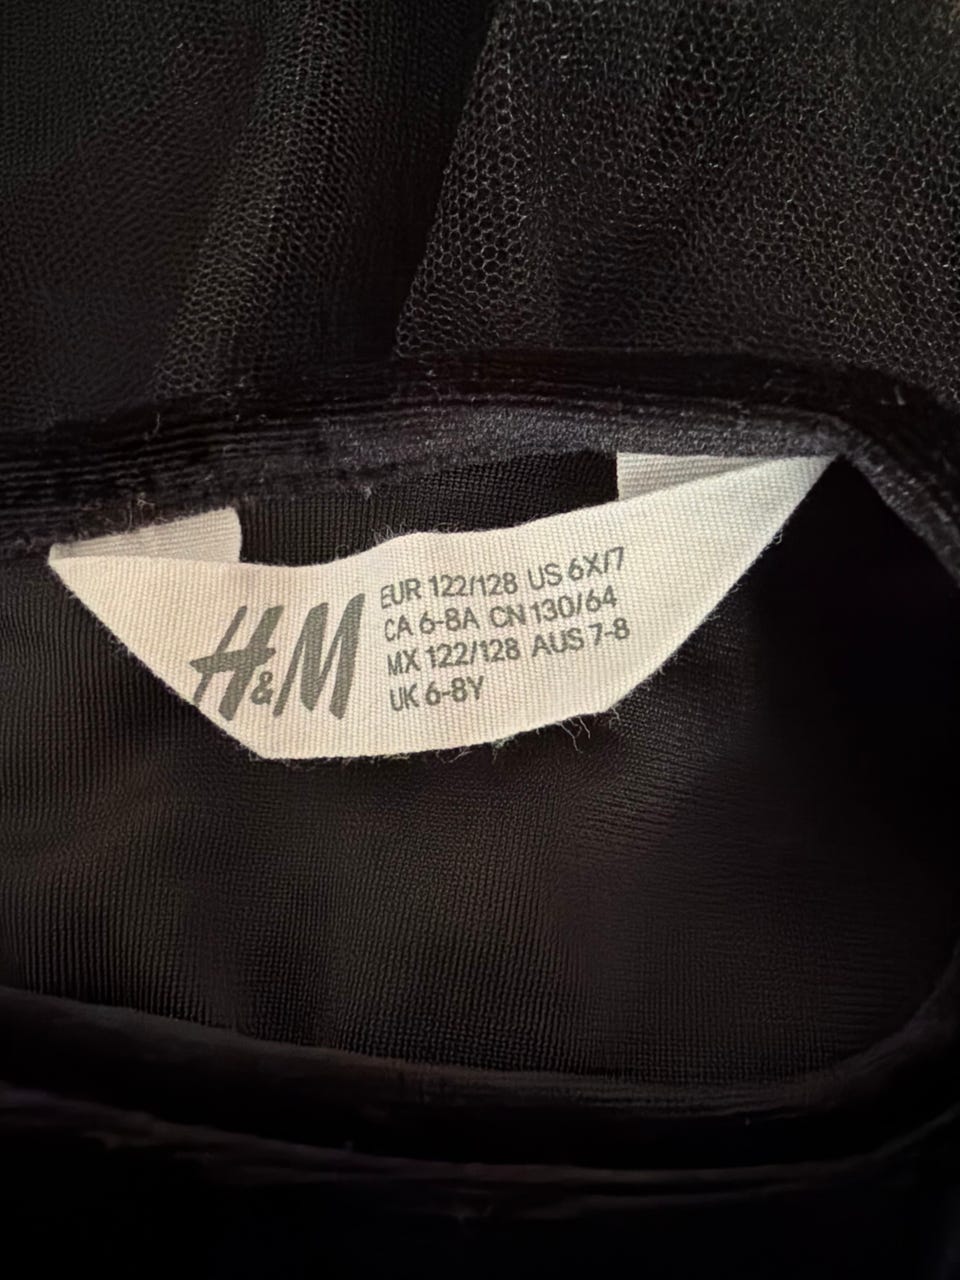 H&M
EUR 122/128 US 6X/7
CA 6-8A CN 130/64
MX 122/128 AUS 7-8
UK 6-8Y